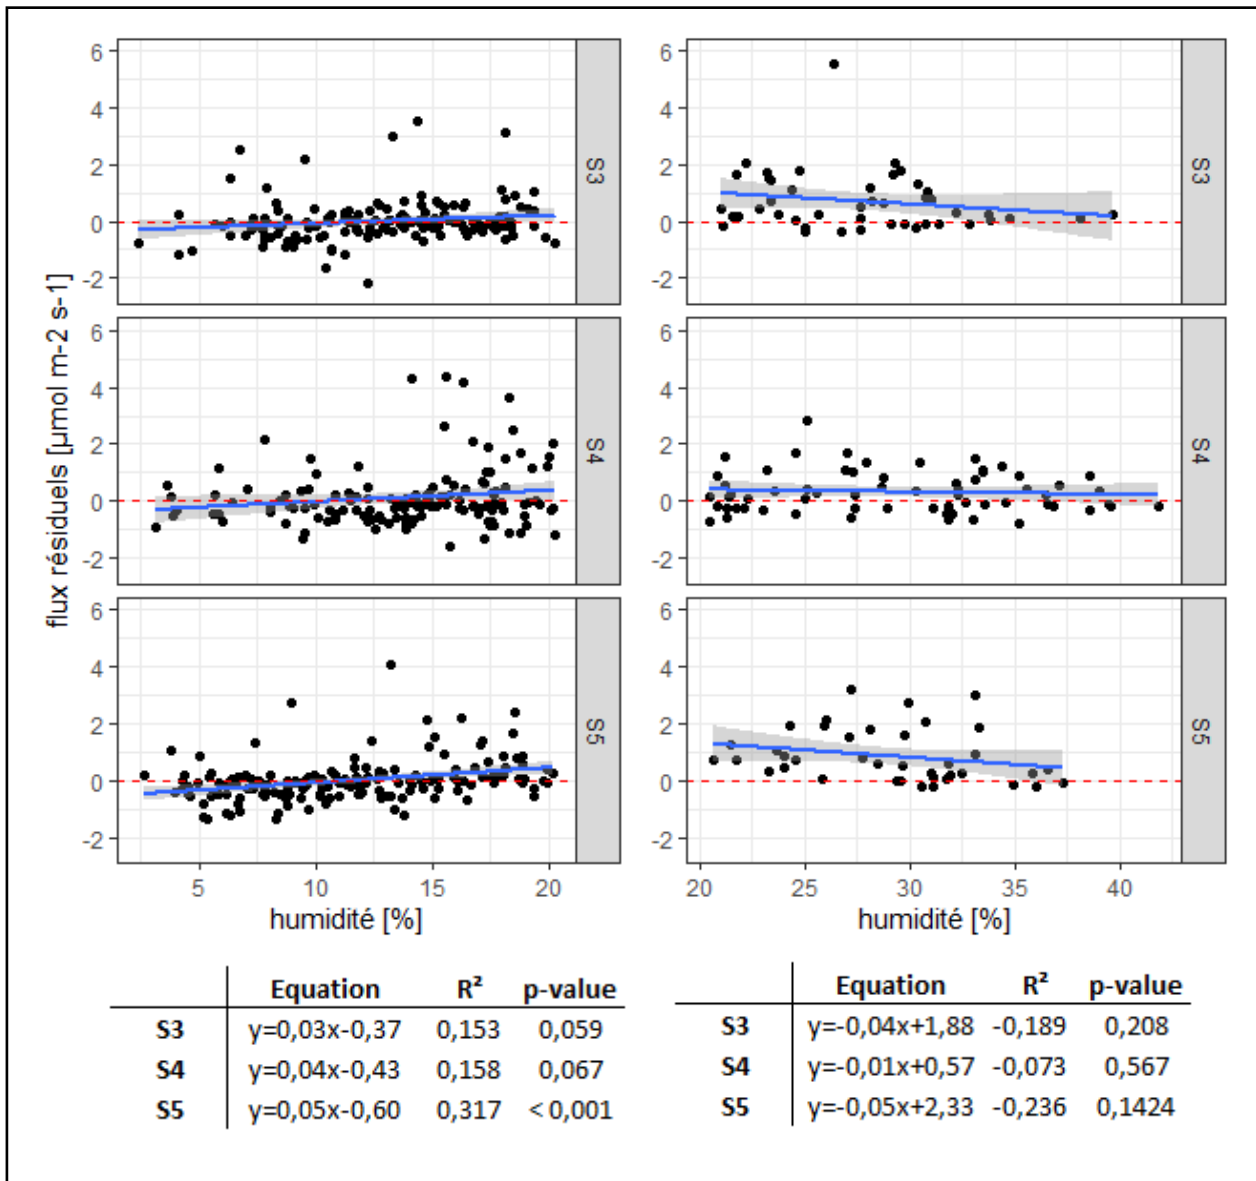 flux résiduels [µmol m-2 s-1]
6
4
2
0
-2
S3
6
4
2
0
-2
S3
6
4
2
0
-2
S4
6
4
2
0
-2
S4
6
4
2
0
-2
S5
6
4
2
0
-2
S5
5 10 15 20
humidité [%]
20 25 30 35 40
humidité [%]
Equation R² p-value
S3 y=0,03x-0,37 0,153 0,059
S4 y=0,04x-0,43 0,158 0,067
S5 y=0,05x-0,60 0,317 <0,001
Equation R² p-value
S3 y=-0,04x+1,88 -0,189 0,208
S4 y=-0,01x+0,57 -0,073 0,567
S5 y=-0,05x+2,33 -0,236 0,1424